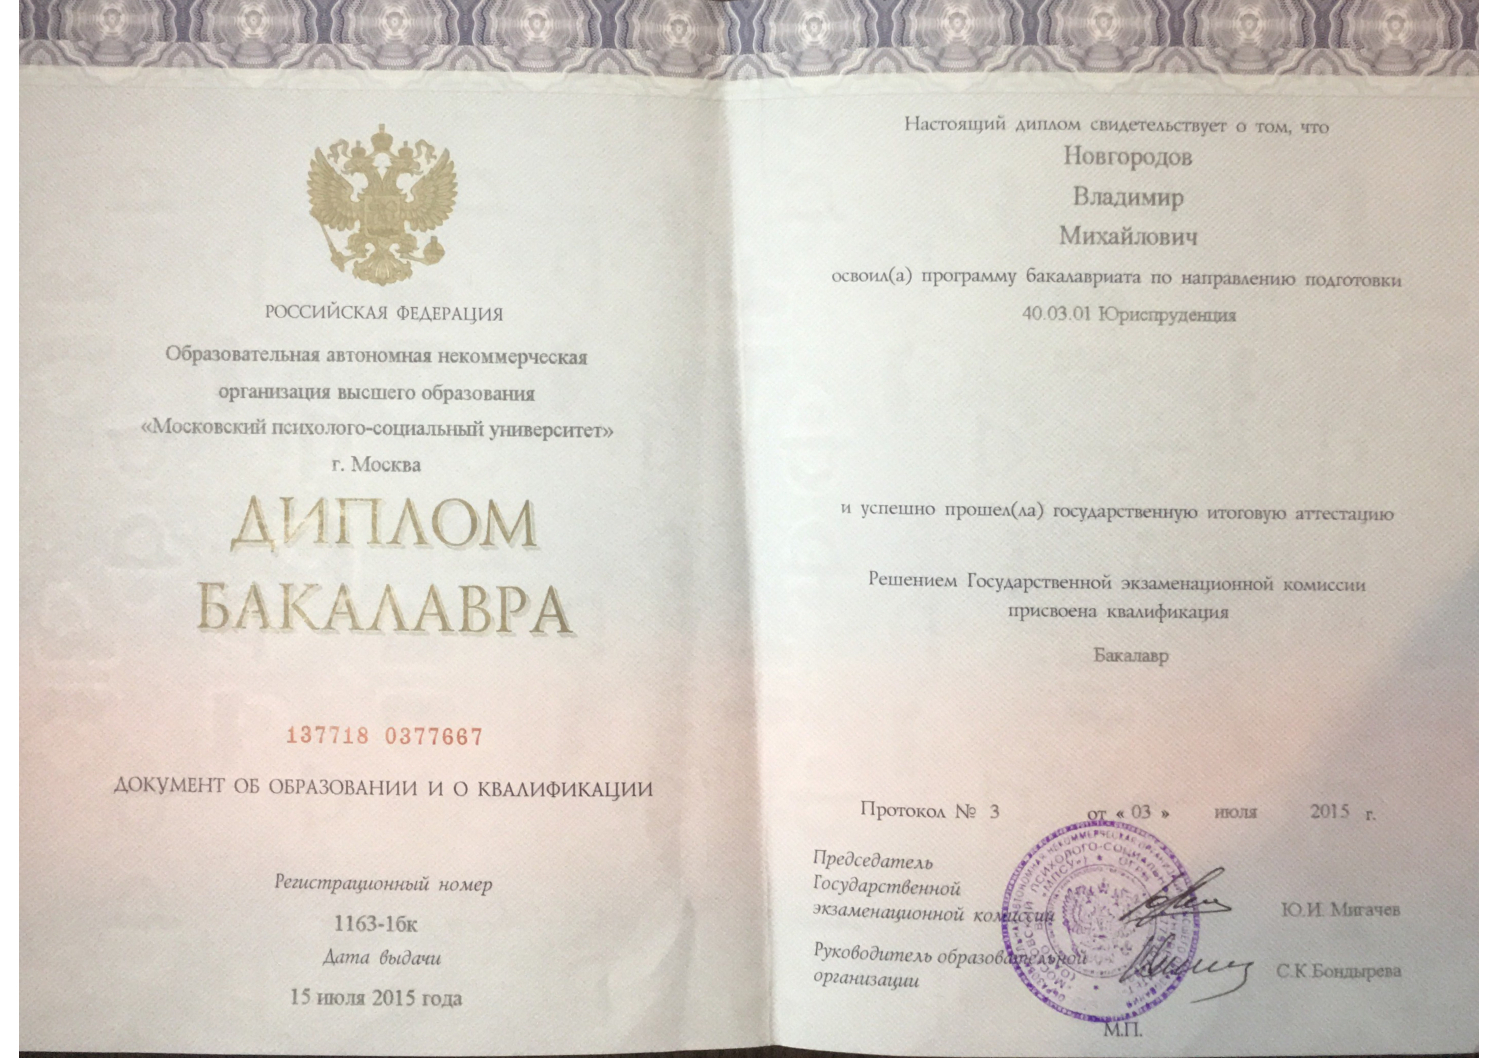 РОССИЙСКАЯ ФЕДЕРАЦИЯ
Образовательная автономная некоммерческая
организация высшего образования
«Московский психолого-социальный университет»
г. Москва
ДИПЛОМ
БАКАЛАВРА
137718 0377667
ДОКУМЕНТ ОБ ОБРАЗОВАНИИ И О КВАЛИФИКАЦИИ
Регистрационный номер
1163-16к
Дата выдачи
15 июля 2015 года
Настоящий диплом свидетельствует о том, что
Новгородов
Владимир
Михайлович
освоил(а) программу бакалавриата по направлению подготовки
40.03.01 Юриспруденция
и успешно прошел(ла) государственную итоговую аттестацию
Решением Государственной экзаменационной комиссии
присвоена квалификация
Бакалавр
Протокол № 3 от « 03 » июля 2015 г.
Председатель
Государственной
экзаменационной комиссии Ю.И. Мигачев
Руководитель образовательной
организации С.К.Бондырева
М.П.